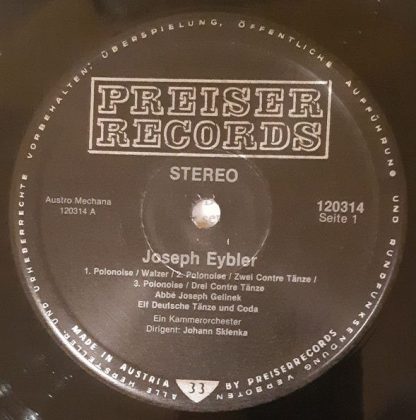 ALLE HERSTELLER- UND URHEBERRECHTE VORBEHALTEN. ÜBERSPIELUNG, ÖFFENTLICHE AUFFÜHRUNG UND RUNDFUNKSENDUNG VERBOTEN
PREISER
RECORDS
STEREO
Austro Mechana
120314 A
120314
Seite 1
Joseph Eybler
1. Polonoise / Walzer / 2. Polonoise / Zwei Contre Tänze /
3. Polonoise / Drei Contre Tänze
Abbé Joseph Gelinek
Elf Deutsche Tänze und Coda
Ein Kammerorchester
Dirigent: Johann Sklenka
MADE IN AUSTRIA 33 BY PREISERRECORDS